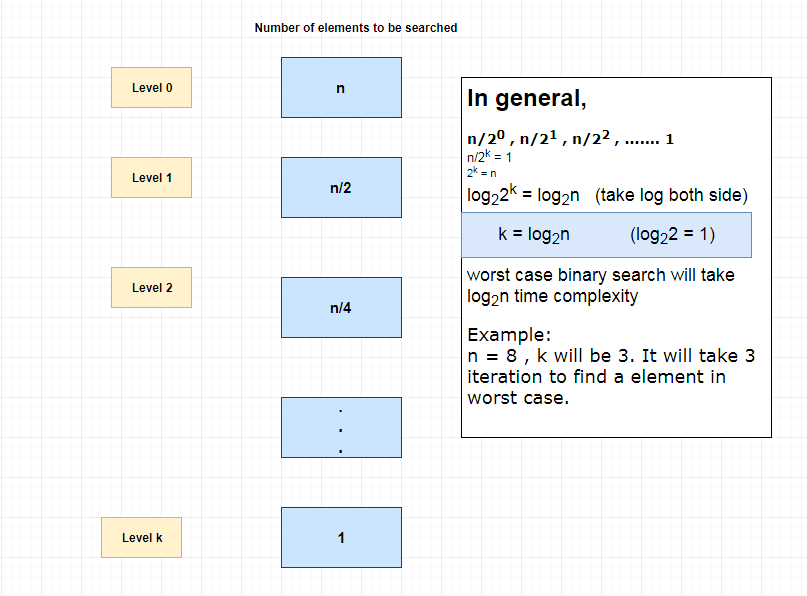 Number of elements to be searched
Level 0
n
Level 1
n/2
Level 2
n/4
.
.
.
Level k
1
In general,
n/2⁰ , n/2¹ , n/2² , ....... 1
n/2ᵏ = 1
2ᵏ = n
log₂2ᵏ = log₂n (take log both side)
k = log₂n (log₂2 = 1)
worst case binary search will take
log₂n time complexity
Example:
n = 8 , k will be 3. It will take 3
iteration to find a element in
worst case.